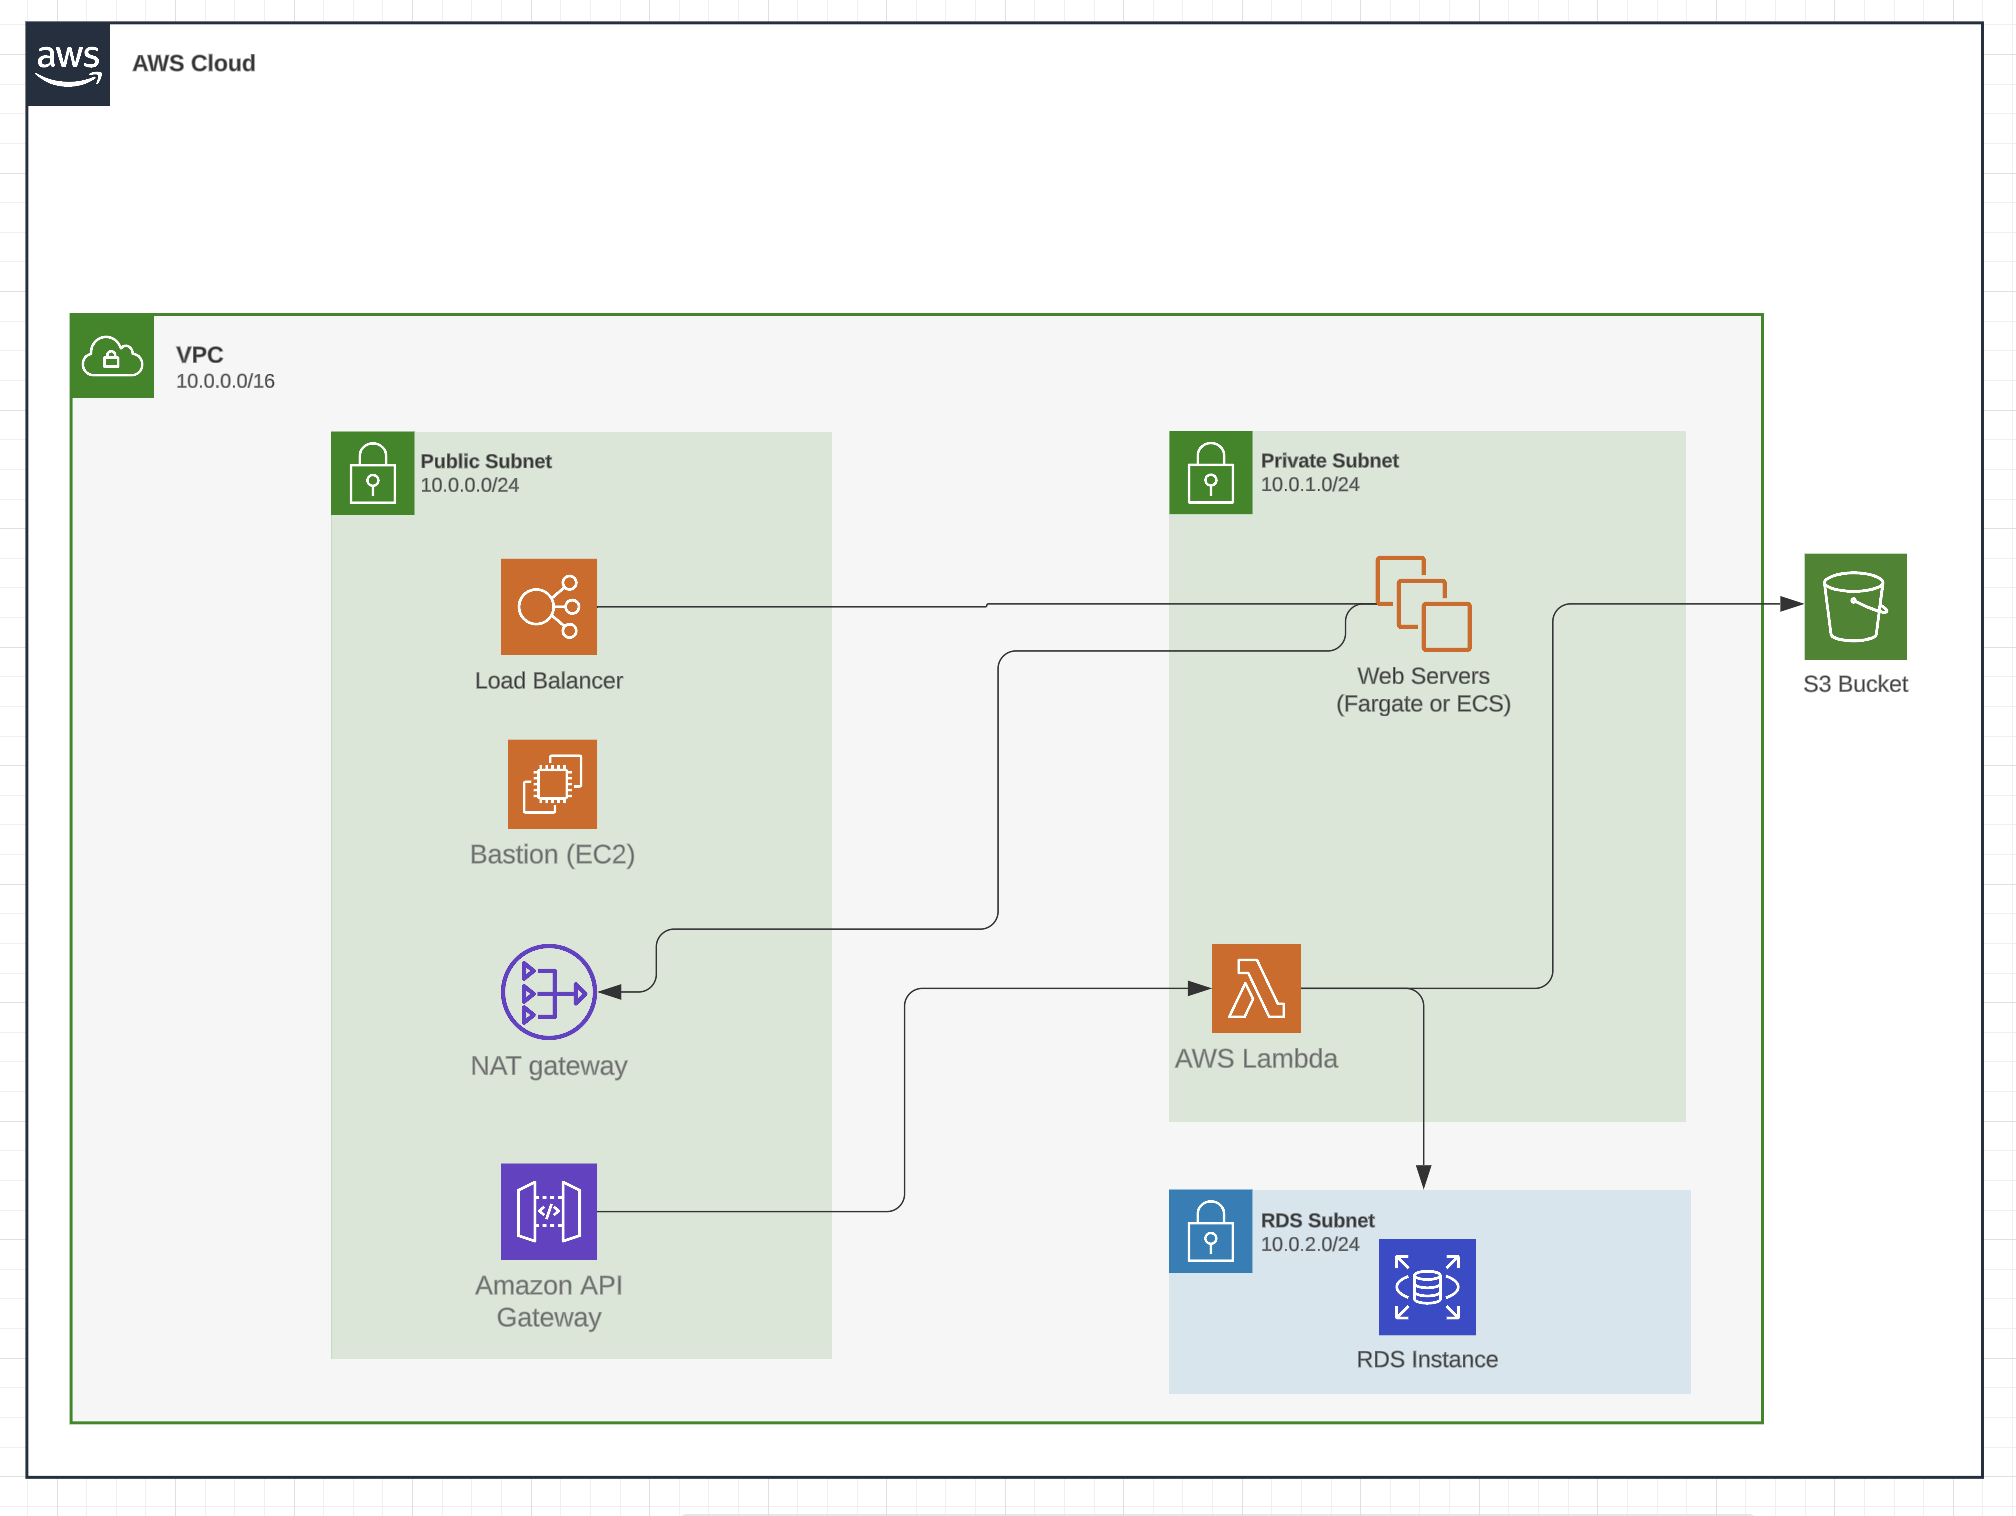 aws
AWS Cloud
VPC
10.0.0.0/16
Public Subnet
10.0.0.0/24
Load Balancer
Bastion (EC2)
NAT gateway
Amazon API
Gateway
Private Subnet
10.0.1.0/24
Web Servers
(Fargate or ECS)
AWS Lambda
RDS Subnet
10.0.2.0/24
RDS Instance
S3 Bucket